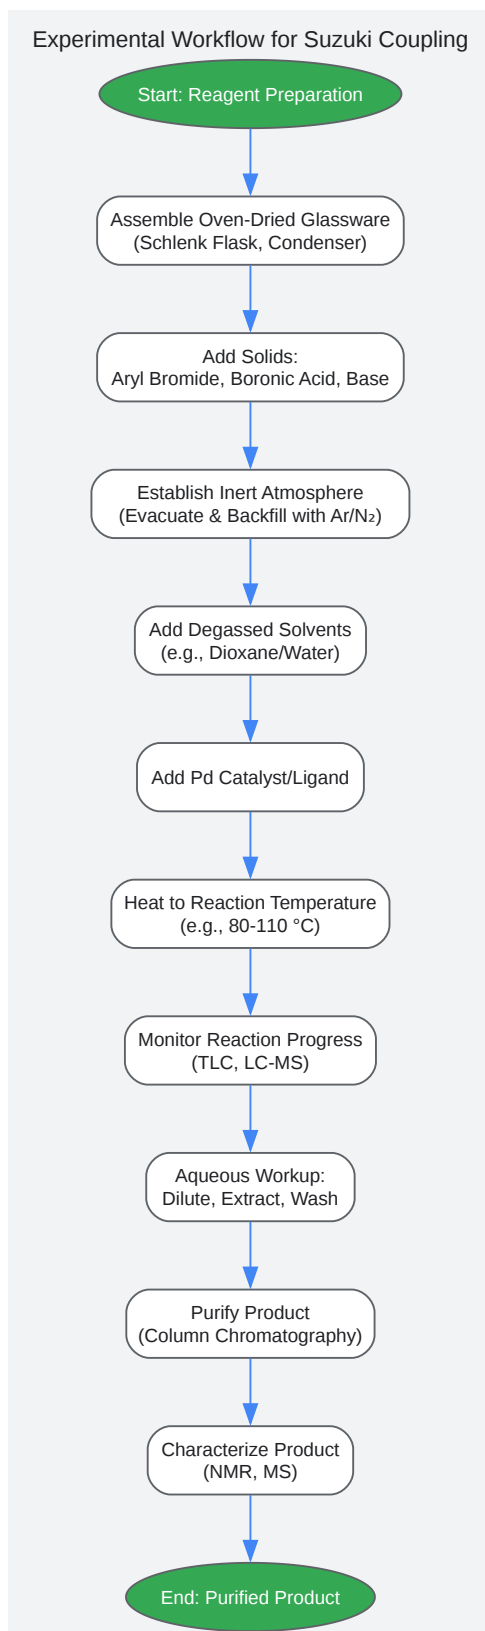 Experimental Workflow for Suzuki Coupling
Start: Reagent Preparation
Assemble Oven-Dried Glassware
(Schlenk Flask, Condenser)
Add Solids:
Aryl Bromide, Boronic Acid, Base
Establish Inert Atmosphere
(Evacuate & Backfill with Ar/N₂)
Add Degassed Solvents
(e.g., Dioxane/Water)
Add Pd Catalyst/Ligand
Heat to Reaction Temperature
(e.g., 80-110 °C)
Monitor Reaction Progress
(TLC, LC-MS)
Aqueous Workup:
Dilute, Extract, Wash
Purify Product
(Column Chromatography)
Characterize Product
(NMR, MS)
End: Purified Product